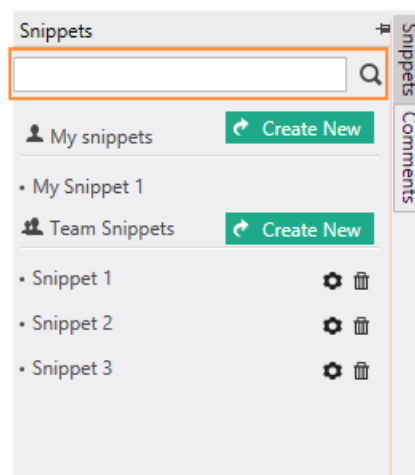 Snippets
My snippets
Create New
• My Snippet 1
Team Snippets
Create New
• Snippet 1
• Snippet 2
• Snippet 3
Snippets
Comments